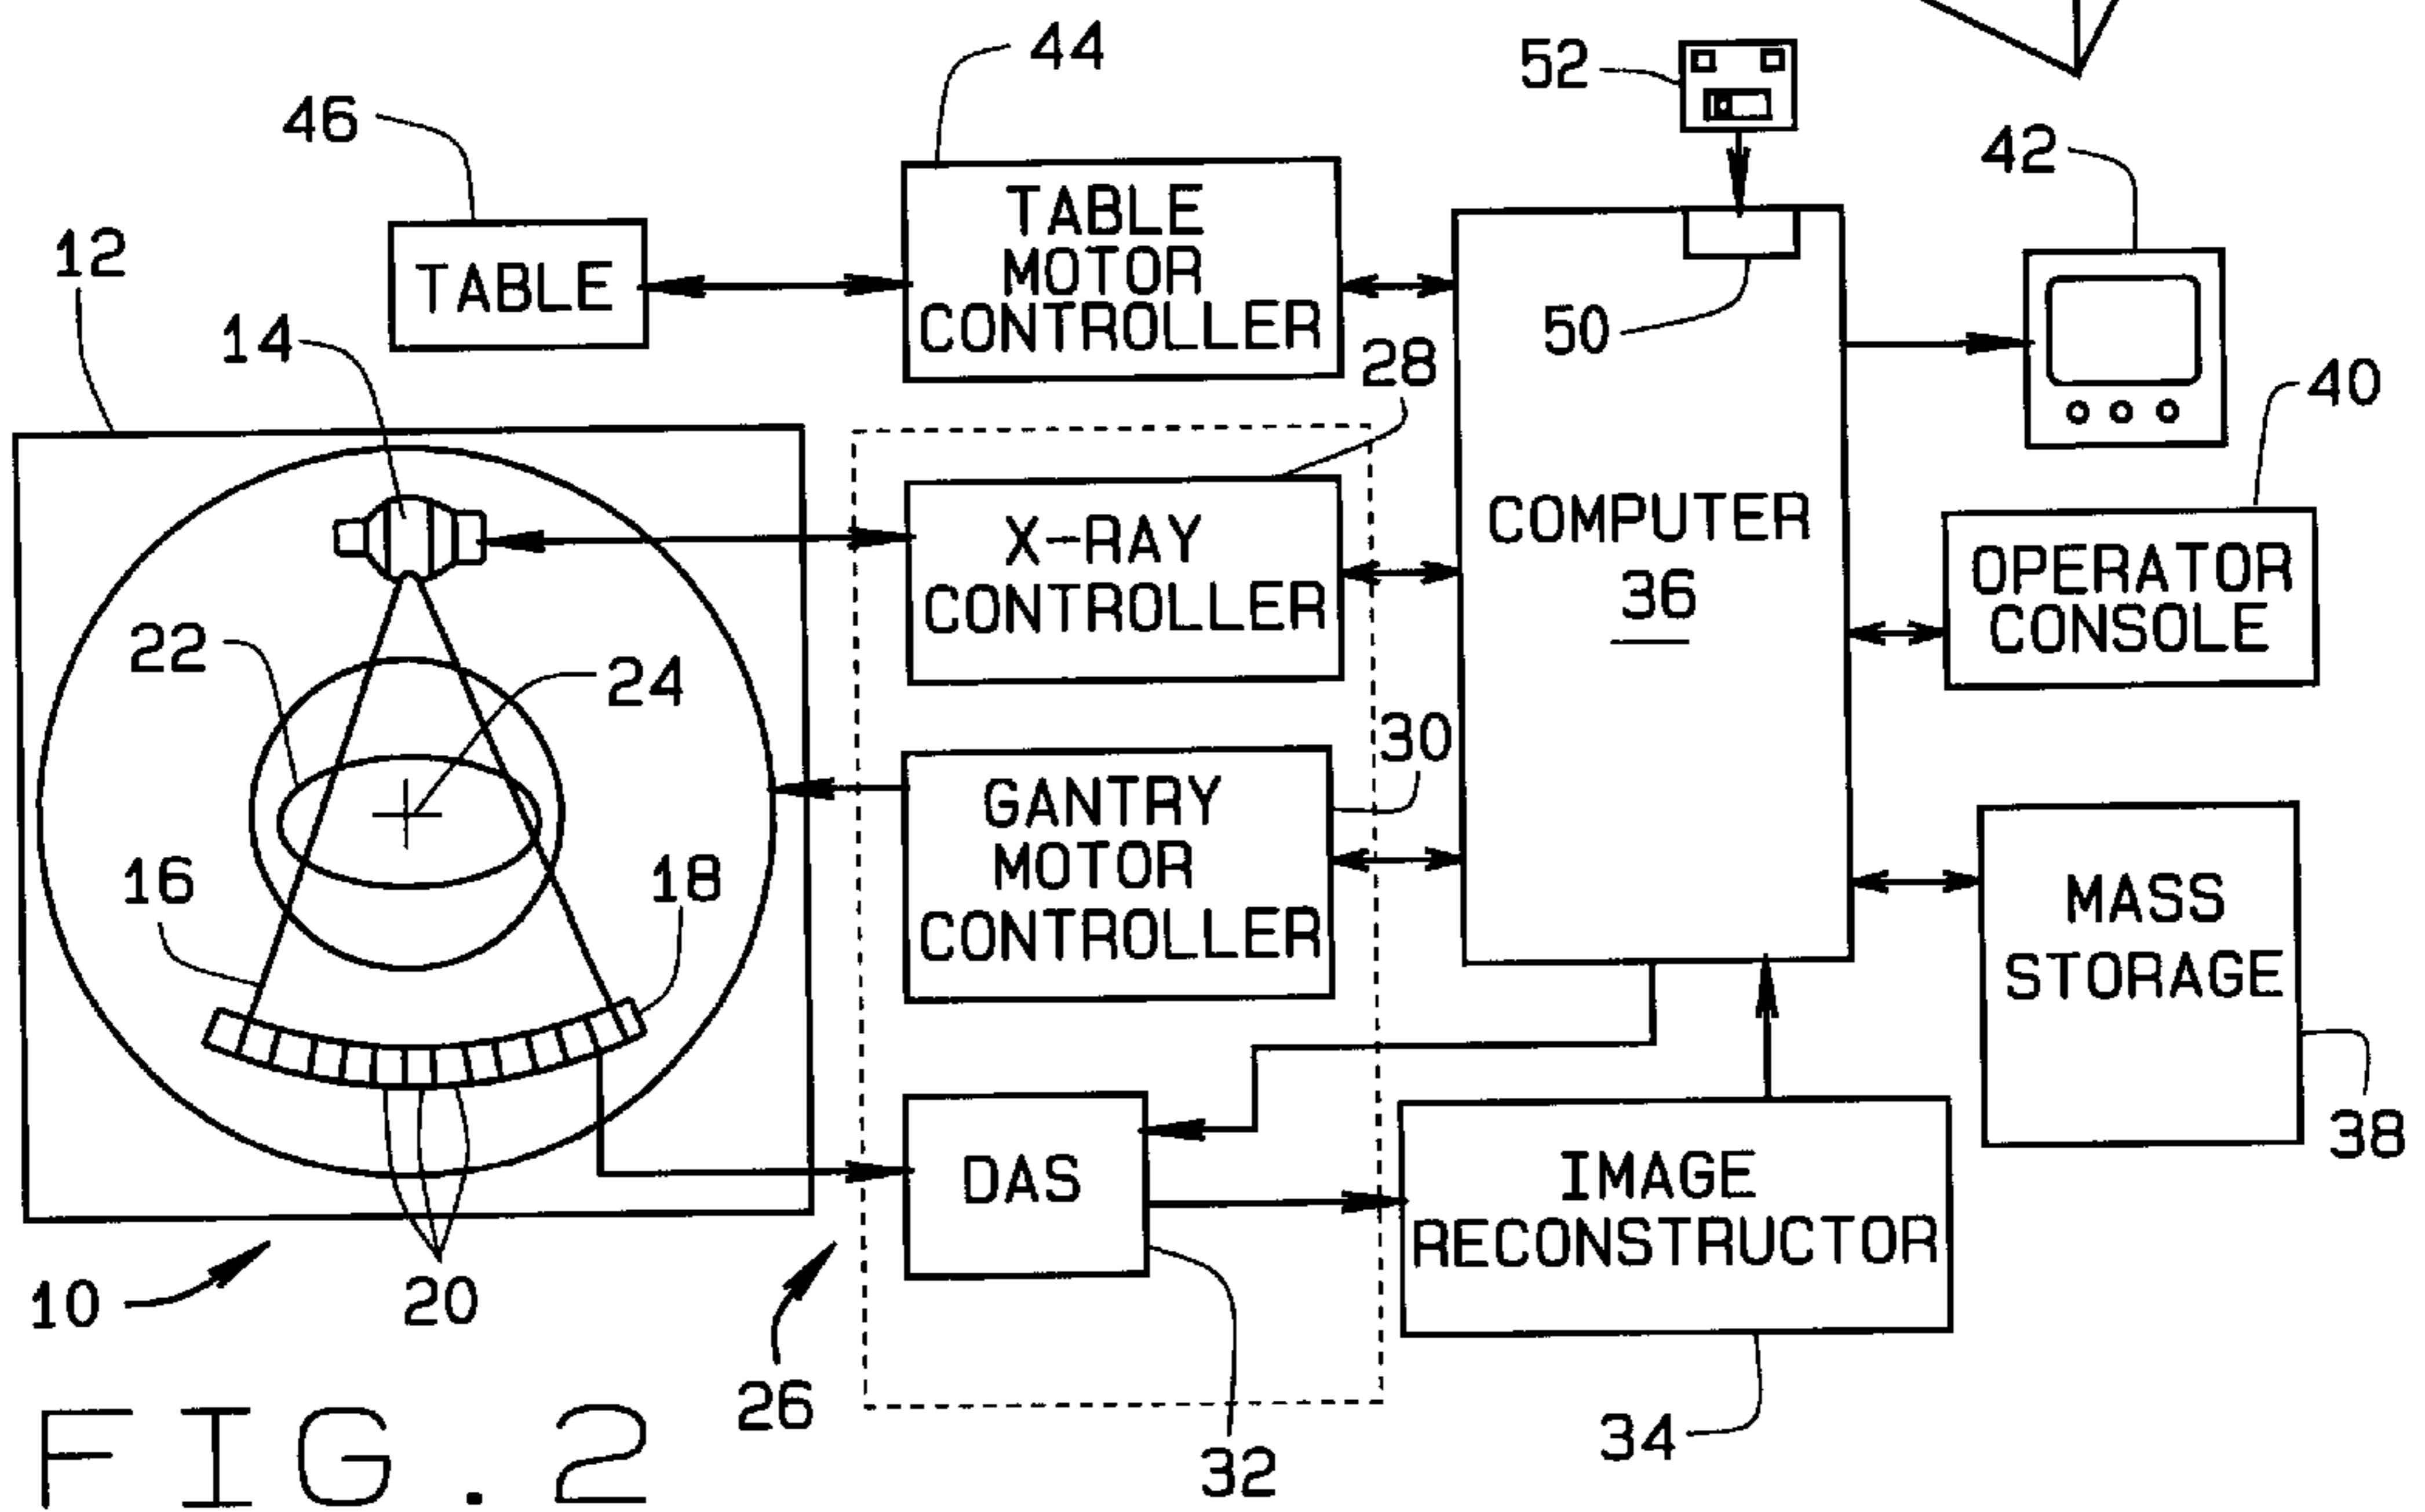 44
52
46
42
12
TABLE
MOTOR
CONTROLLER
TABLE
50
14
28
40
COMPUTER
36
X-RAY
CONTROLLER
OPERATOR
CONSOLE
22
24
30
GANTRY
MOTOR
CONTROLLER
16
18
MASS
STORAGE
38
DAS
IMAGE
RECONSTRUCTOR
10
20
26
32
34
FIG.2